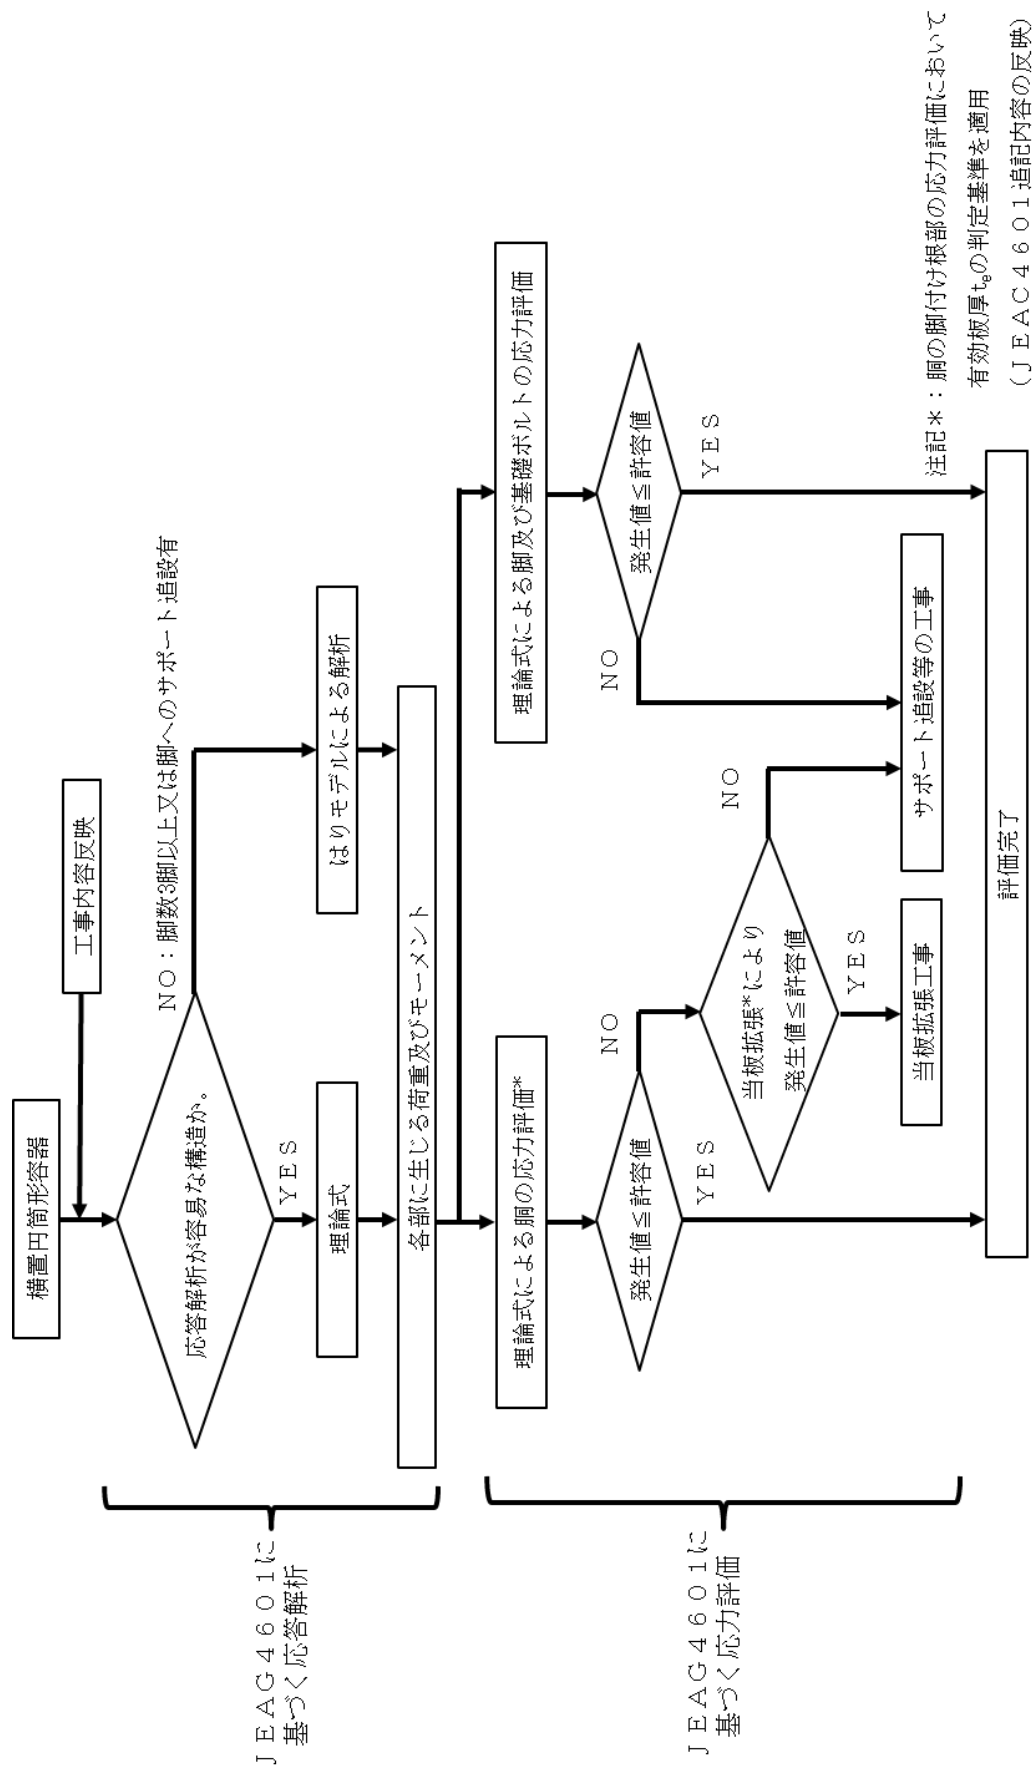 横置円筒形容器
工事内容反映
応答解析が容易な構造か。
NO：脚数3脚以上又は脚へのサポート追設有
YES
理論式
はりモデルによる解析
各部に生じる荷重及びモーメント
JEAG4601に
基づく応答解析
理論式による胴の応力評価*
理論式による脚及び基礎ボルトの応力評価
発生値≦許容値
NO
YES
発生値≦許容値
NO
YES
当板拡張*により
発生値≦許容値
NO
YES
当板拡張工事
サポート追設等の工事
JEAG4601に
基づく応力評価
評価完了
注記＊：胴の脚付け根部の応力評価において
有効板厚teの判定基準を適用
（JEAC4601追記内容の反映）